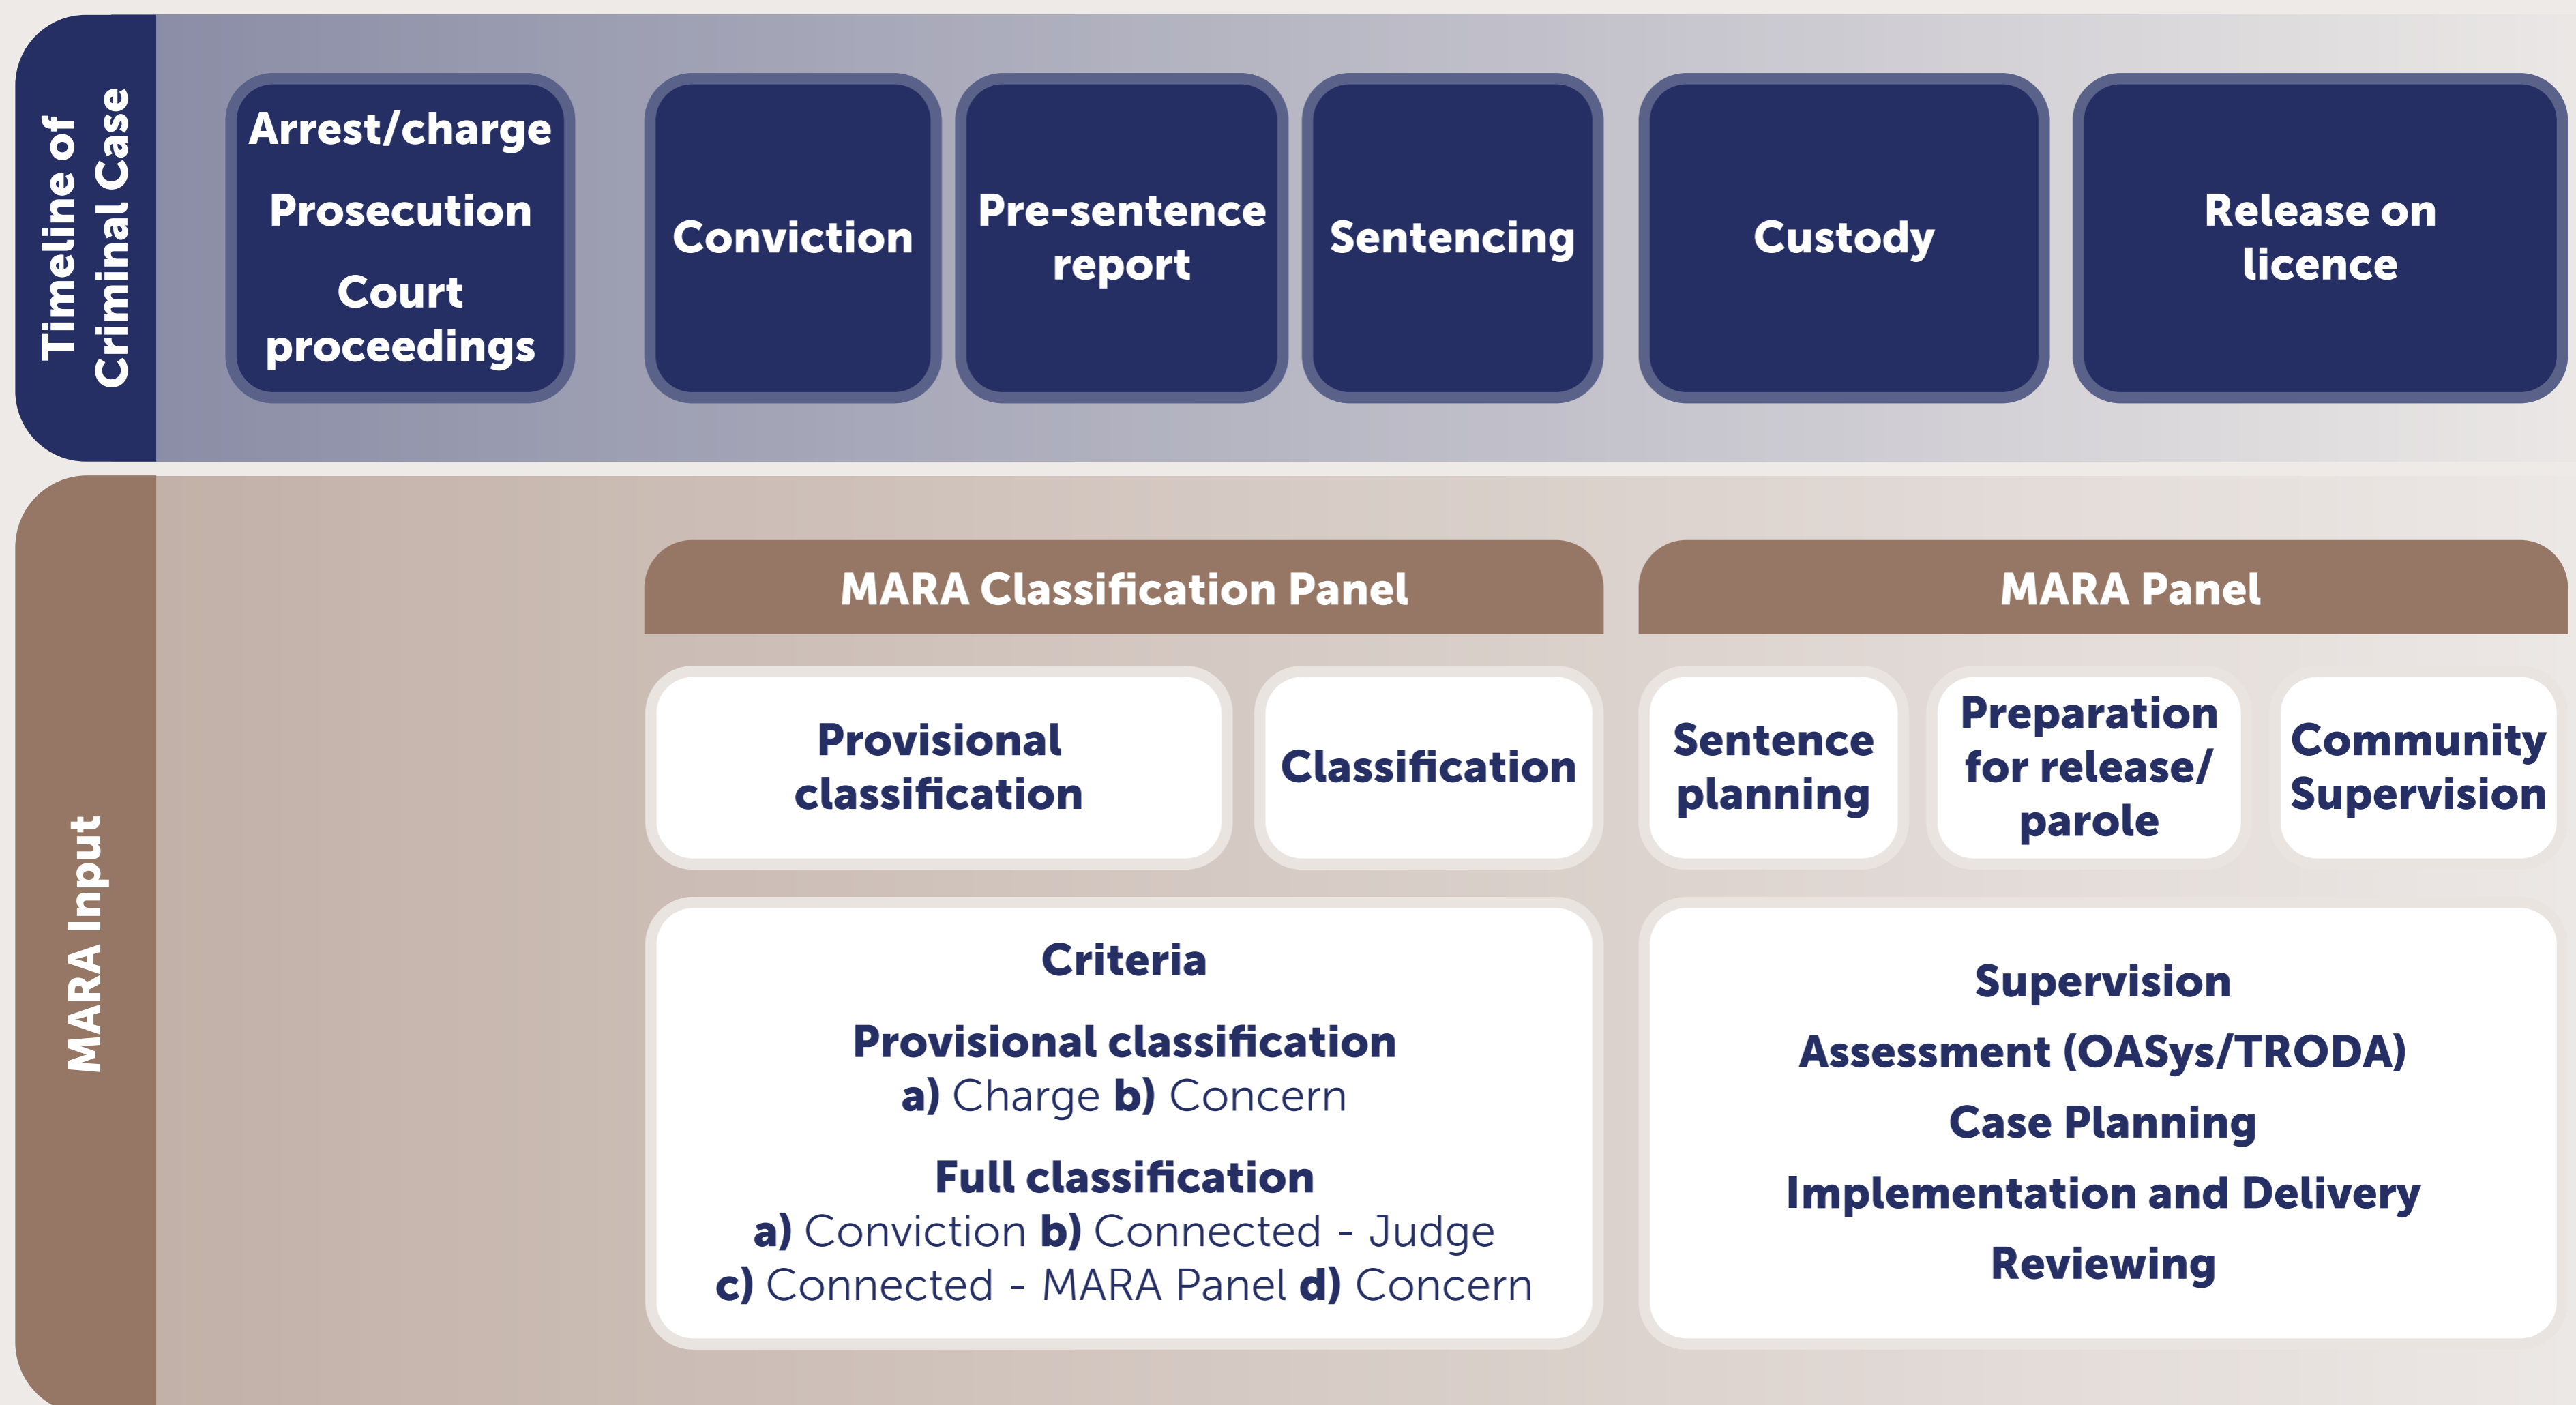 Timeline of
Criminal Case
Arrest/charge
Prosecution
Court
proceedings
Conviction
Pre-sentence
report
Sentencing
Custody
Release on
licence
MARA Input
MARA Classification Panel
Provisional
classification
Classification
Criteria
Provisional classification
a) Charge b) Concern
Full classification
a) Conviction b) Connected - Judge
c) Connected - MARA Panel d) Concern
MARA Panel
Sentence
planning
Preparation
for release/
parole
Community
Supervision
Supervision
Assessment (OASys/TRODA)
Case Planning
Implementation and Delivery
Reviewing